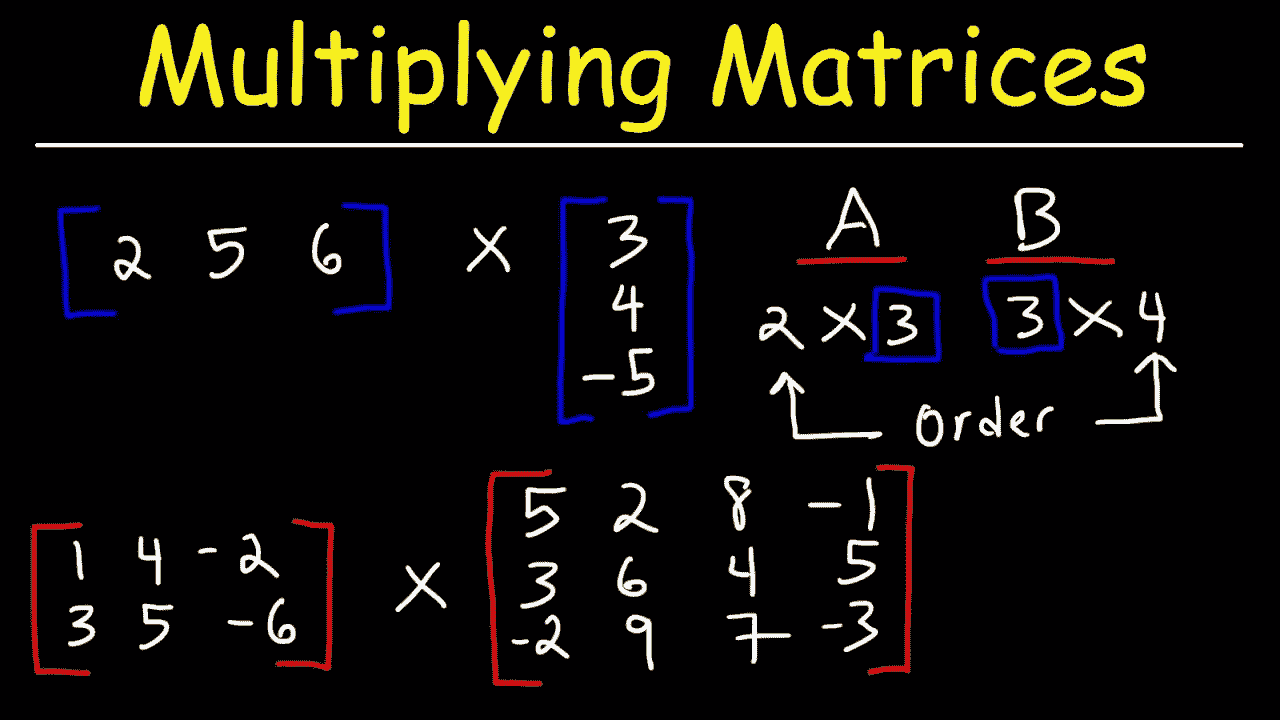 Multiplying Matrices
[2 5 6] X [3
4
-5]
A B
2 X 3 3 X 4
Order
[1 4 -2
3 5 -6] X [5 2 8 -1
3 6 4 5
-2 9 7 -3]